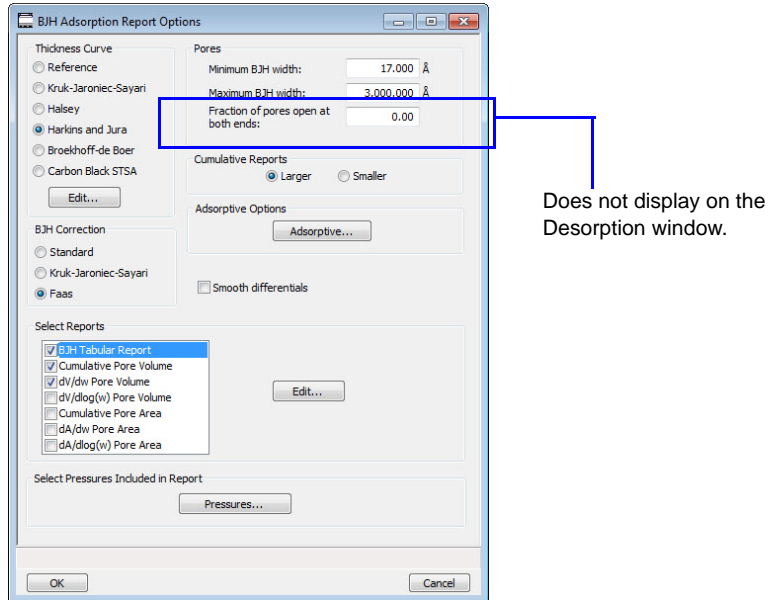 BJH Adsorption Report Options
Thickness Curve
Reference
Kruk-Jaroniec-Sayari
Halsey
Harkins and Jura
Broekhoff-de Boer
Carbon Black STSA
Edit...
BJH Correction
Standard
Kruk-Jaroniec-Sayari
Faas
Pores
Minimum BJH width: 17.000 Å
Maximum BJH width: 3,000.000 Å
Fraction of pores open at
both ends: 0.00
Cumulative Reports
Larger Smaller
Adsorptive Options
Adsorptive...
Smooth differentials
Does not display on the
Desorption window.
Select Reports
BJH Tabular Report
Cumulative Pore Volume
dV/dw Pore Volume
dV/dlog(w) Pore Volume
Cumulative Pore Area
dA/dw Pore Area
dA/dlog(w) Pore Area
Edit...
Select Pressures Included in Report
Pressures...
OK Cancel